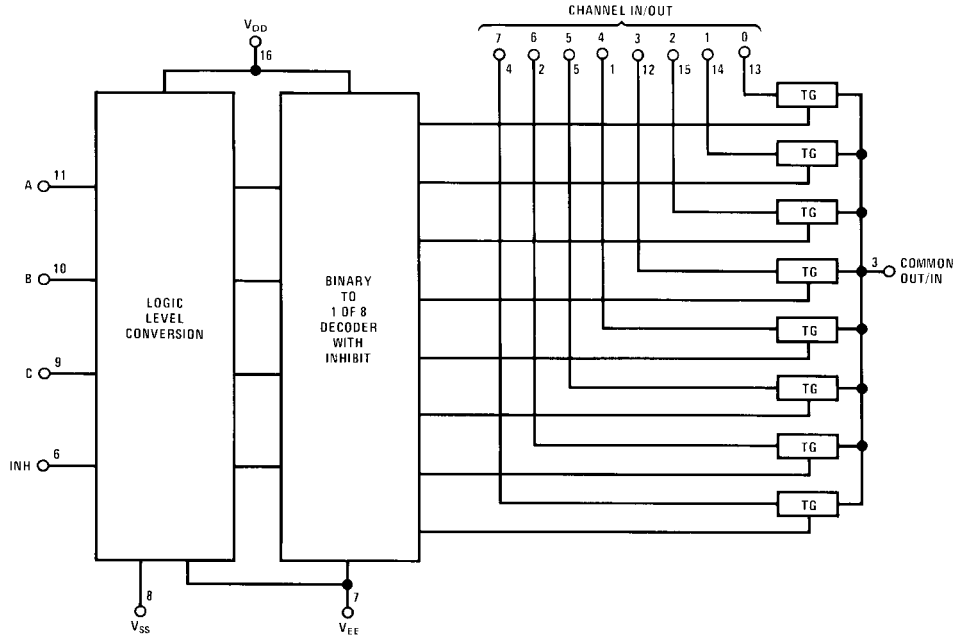 CHANNEL IN/OUT
V_DD
16
7 6 5 4 3 2 1 0
4 2 5 1 12 15 14 13
TG
TG
TG
TG
TG
TG
TG
TG
A 11
B 10
C 9
INH 6
LOGIC
LEVEL
CONVERSION
BINARY
TO
1 OF 8
DECODER
WITH
INHIBIT
3 COMMON
OUT/IN
8
V_SS
7
V_EE